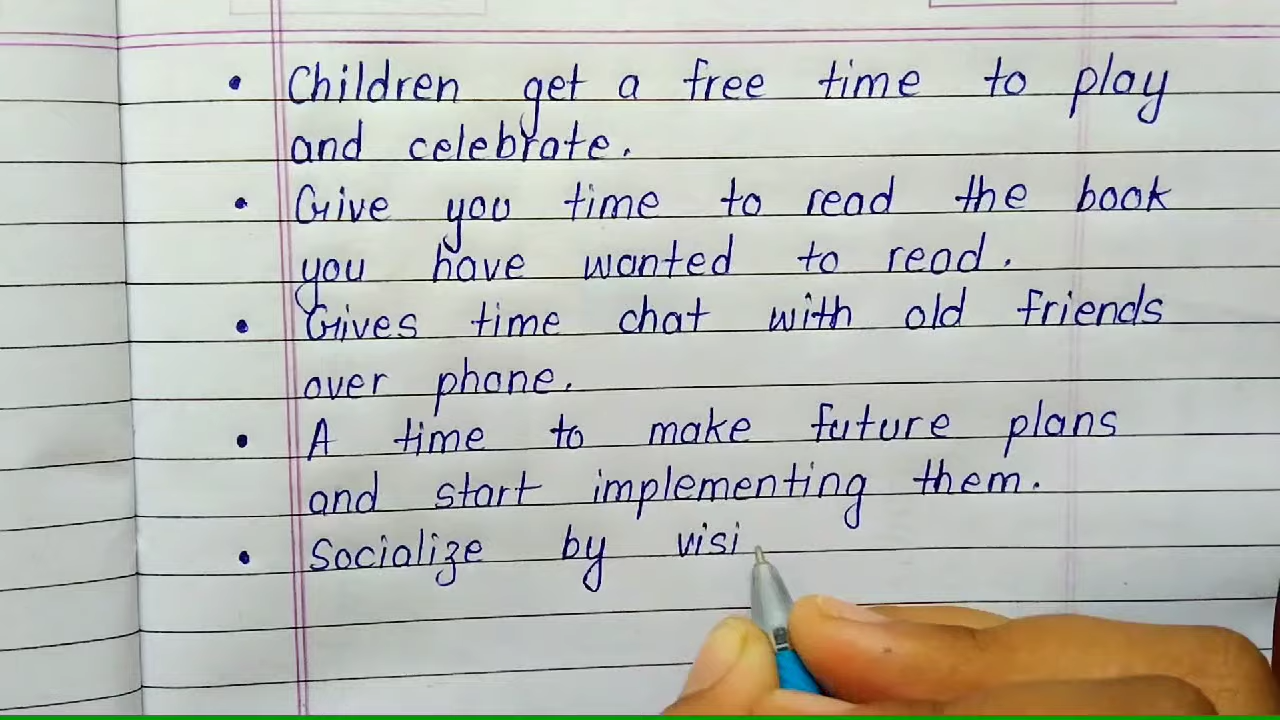 • Children get a free time to play
and celebrate.
• Give you time to read the book
you have wanted to read.
• Gives time chat with old friends
over phone.
• A time to make future plans
and start implementing them.
• Socialize by visi